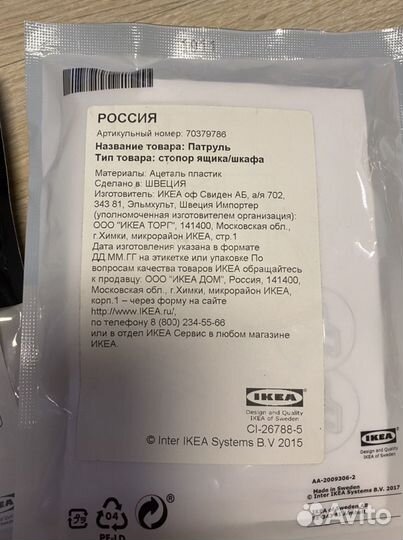 1011
РОССИЯ
Артикульный номер: 70379786
Название товара: Патруль
Тип товара: стопор ящика/шкафа
Материалы: Ацеталь пластик
Сделано в: ШВЕЦИЯ
Изготовитель: ИКЕА оф Свиден АБ, а/я 702,
343 81, Эльмхульт, Швеция Импортер
(уполномоченная изготовителем организация):
ООО "ИКЕА ТОРГ", 141400, Московская обл.,
г.Химки, микрорайон ИКЕА, стр.1
Дата изготовления указана в формате
ДД.ММ.ГГ на этикетке или упаковке По
вопросам качества товаров ИКЕА обращайтесь
к продавцу: ООО "ИКЕА ДОМ", Россия, 141400,
Московская обл., г.Химки, микрорайон ИКЕА,
корп.1 – через форму на сайте
http://www.IKEA.ru/,
по телефону 8 (800) 234-55-66
или в отдел ИКЕА Сервис в любом магазине
ИКЕА.
IKEA
Design and Quality
IKEA of Sweden
CI-26788-5
© Inter IKEA Systems B.V 2015
IKEA
Design and Quality
IKEA of Sweden
AA-2009306-2
Made in Sweden
© Inter IKEA Systems B.V. 2017
04
PE-LD
Avito